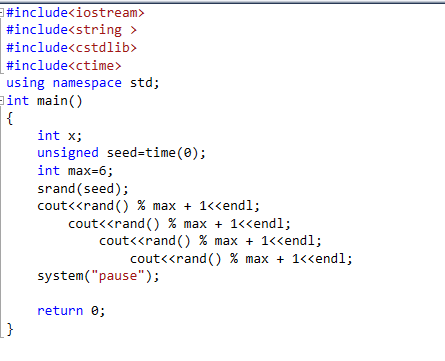 #include<iostream>
#include<string >
#include<cstdlib>
#include<ctime>
using namespace std;
int main()
{
    int x;
    unsigned seed=time(0);
    int max=6;
    srand(seed);
    cout<<rand() % max + 1<<endl;
        cout<<rand() % max + 1<<endl;
            cout<<rand() % max + 1<<endl;
                cout<<rand() % max + 1<<endl;
    system("pause");

    return 0;
}